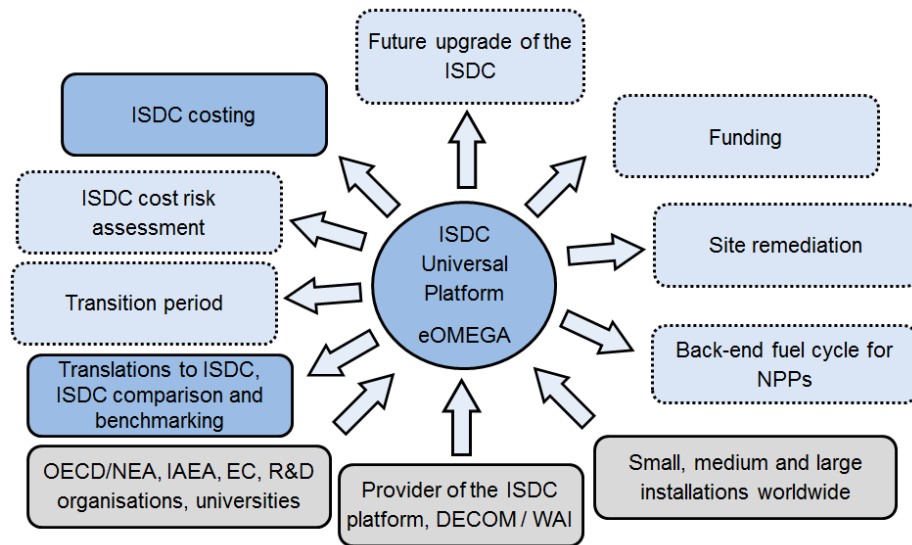 Future upgrade of the
ISDC
ISDC costing
Funding
ISDC cost risk
assessment
ISDC
Universal
Platform
eOMEGA
Site remediation
Transition period
Back-end fuel cycle for
NPPs
Translations to ISDC,
ISDC comparison and
benchmarking
OECD/NEA, IAEA, EC, R&D
organisations, universities
Provider of the ISDC
platform, DECOM / WAI
Small, medium and large
installations worldwide